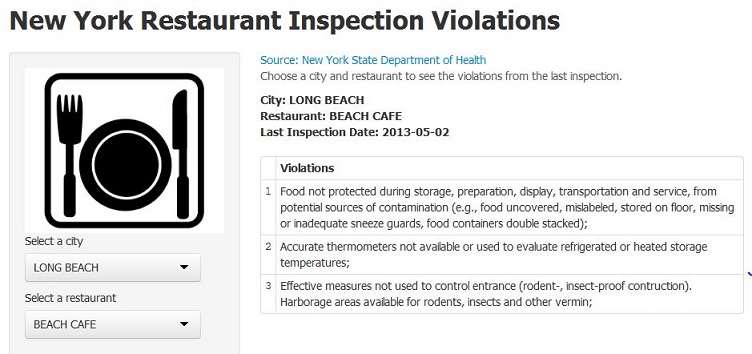 New York Restaurant Inspection Violations
Source: New York State Department of Health
Choose a city and restaurant to see the violations from the last inspection.
City: LONG BEACH
Restaurant: BEACH CAFE
Last Inspection Date: 2013-05-02
Violations
1 Food not protected during storage, preparation, display, transportation and service, from
potential sources of contamination (e.g., food uncovered, mislabeled, stored on floor, missing
or inadequate sneeze guards, food containers double stacked);
2 Accurate thermometers not available or used to evaluate refrigerated or heated storage
temperatures;
3 Effective measures not used to control entrance (rodent-, insect-proof contruction).
Harborage areas available for rodents, insects and other vermin;
Select a city
LONG BEACH
Select a restaurant
BEACH CAFE